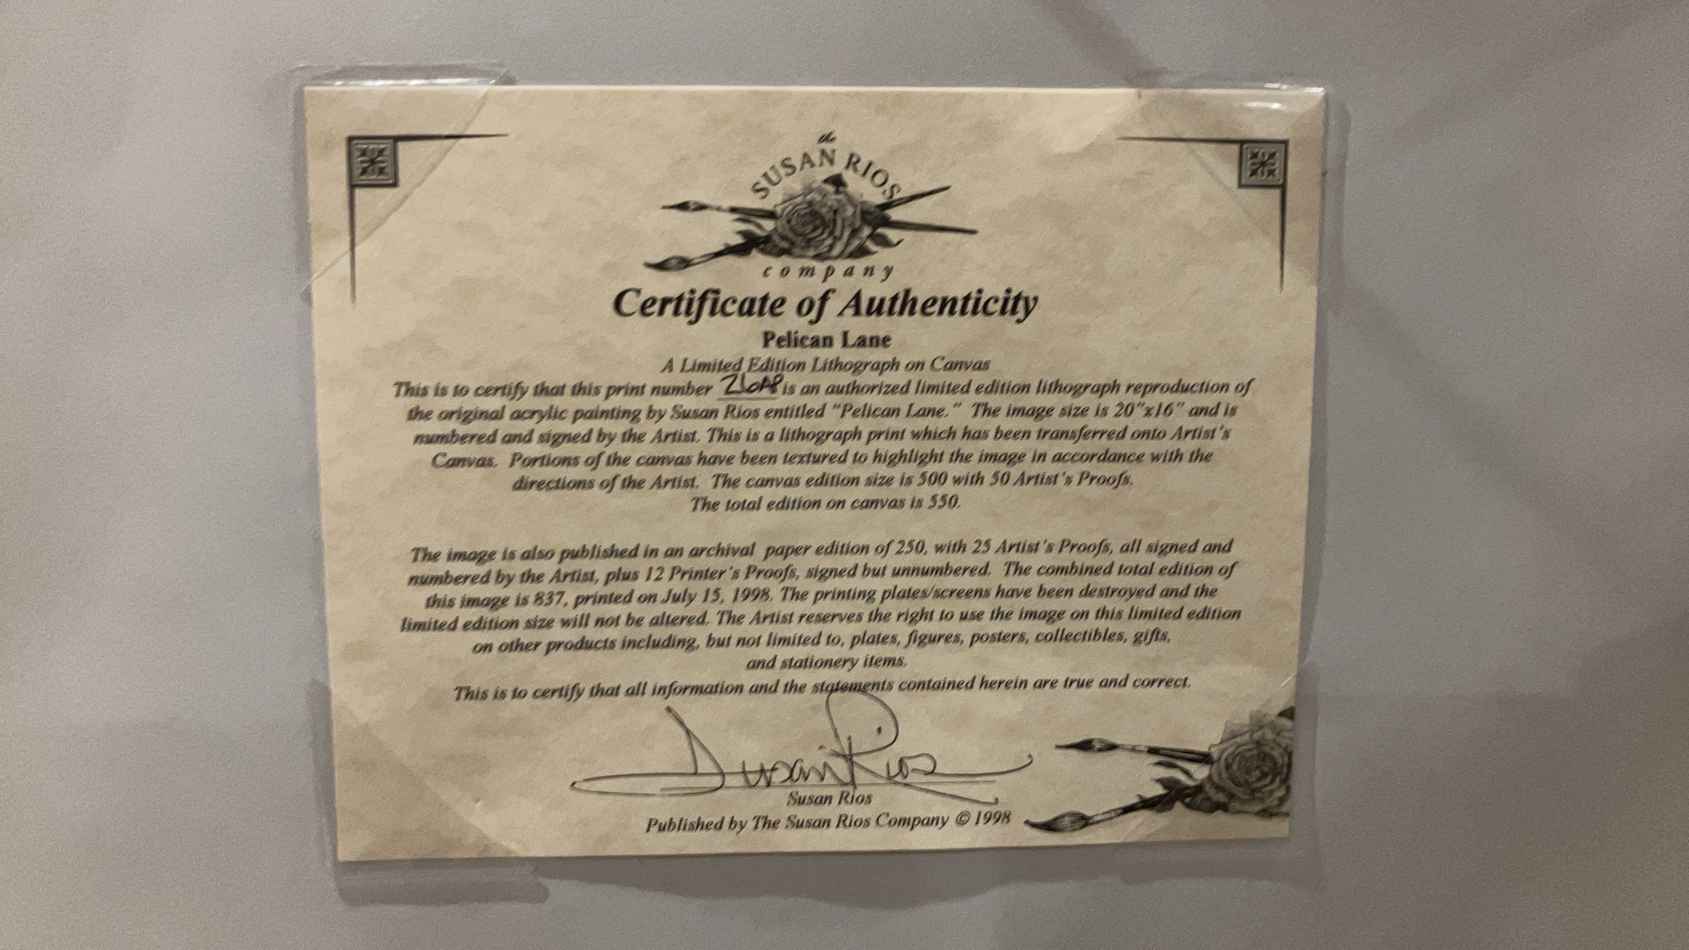 the
SUSAN RIOS
company
Certificate of Authenticity
Pelican Lane
A Limited Edition Lithograph on Canvas
This is to certify that this print number is an authorized limited edition lithograph reproduction of
the original acrylic painting by Susan Rios entitled "Pelican Lane." The image size is 20"x16" and is
numbered and signed by the Artist. This is a lithograph print which has been transferred onto Artist's
Canvas. Portions of the canvas have been textured to highlight the image in accordance with the
directions of the Artist. The canvas edition size is 500 with 50 Artist's Proofs.
The total edition on canvas is 550.
The image is also published in an archival paper edition of 250, with 25 Artist's Proofs, all signed and
numbered by the Artist, plus 12 Printer's Proofs, signed but unnumbered. The combined total edition of
this image is 837, printed on July 15, 1998. The printing plates/screens have been destroyed and the
limited edition size will not be altered. The Artist reserves the right to use the image on this limited edition
on other products including, but not limited to, plates, figures, posters, collectibles, gifts,
and stationery items.
This is to certify that all information and the statements contained herein are true and correct.
Susan Rios
Susan Rios
Published by The Susan Rios Company © 1998